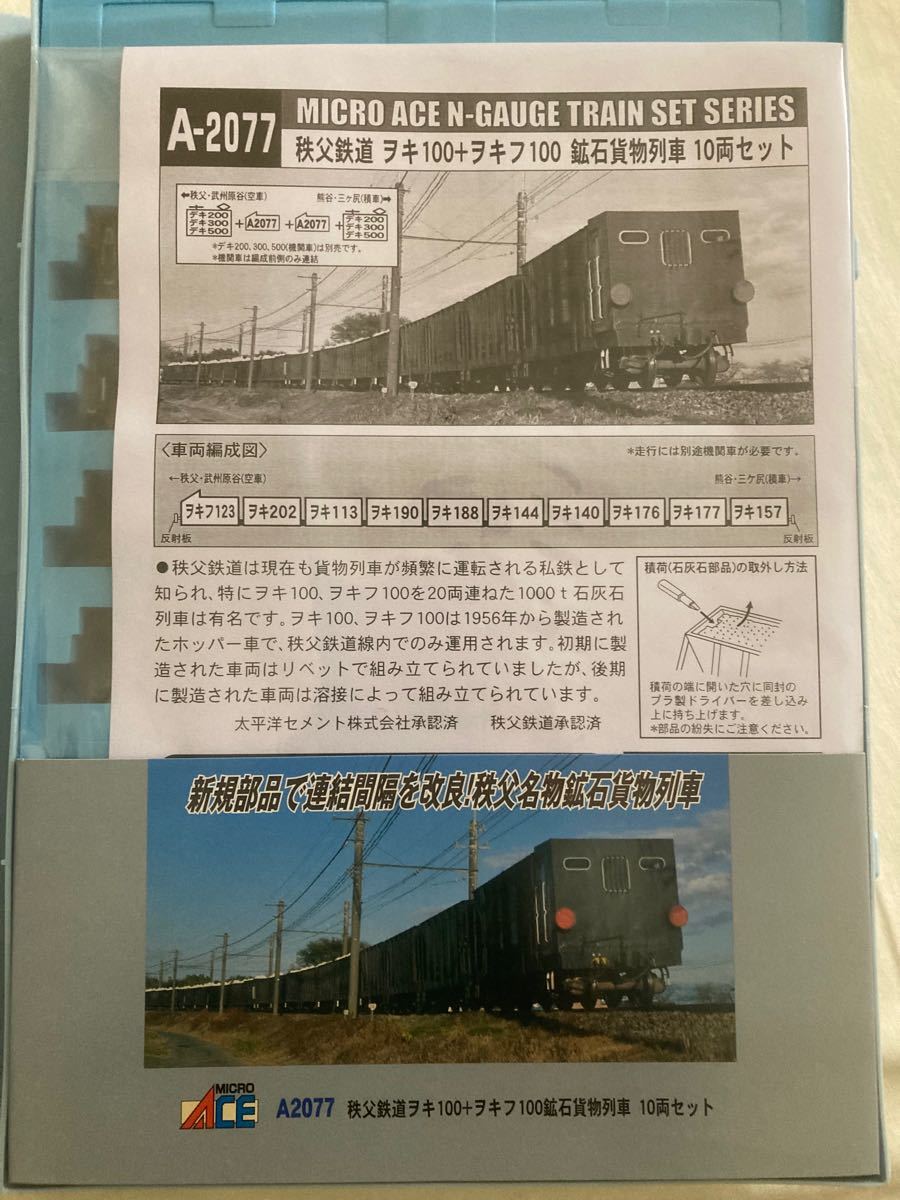 A-2077
MICRO ACE N-GAUGE TRAIN SET SERIES
秩父鉄道 ヲキ100+ヲキフ100 鉱石貨物列車 10両セット
←秩父・武州原谷(空車)
熊谷・三ヶ尻(積車)→
デキ200
デキ300
デキ500
+A2077+A2077+
デキ200
デキ300
デキ500
*デキ200、300、500(機関車)は別売です。
*機関車は編成前側のみ連結
〈車両編成図〉
*走行には別途機関車が必要です。
←秩父・武州原谷(空車)
熊谷・三ケ尻(積車)→
ヲキフ123 ヲキ202 ヲキ113 ヲキ190 ヲキ188 ヲキ144 ヲキ140 ヲキ176 ヲキ177 ヲキ157
反射板
反射板
●秩父鉄道は現在も貨物列車が頻繁に運転される私鉄として
知られ、特にヲキ100、ヲキフ100を20両連ねた1000t石灰石
列車は有名です。ヲキ100、ヲキフ100は1956年から製造され
たホッパー車で、秩父鉄道線内でのみ運用されます。初期に製
造された車両はリベットで組み立てられていましたが、後期
に製造された車両は溶接によって組み立てられています。
太平洋セメント株式会社承認済 秩父鉄道承認済
積荷(石灰石部品)の取外し方法
積荷の端に開いた穴に同封の
プラ製ドライバーを差し込み
上に持ち上げます。
*部品の紛失にご注意ください。
新規部品で連結間隔を改良!秩父名物鉱石貨物列車
MICRO
ACE
A2077 秩父鉄道ヲキ100+ヲキフ100鉱石貨物列車 10両セット